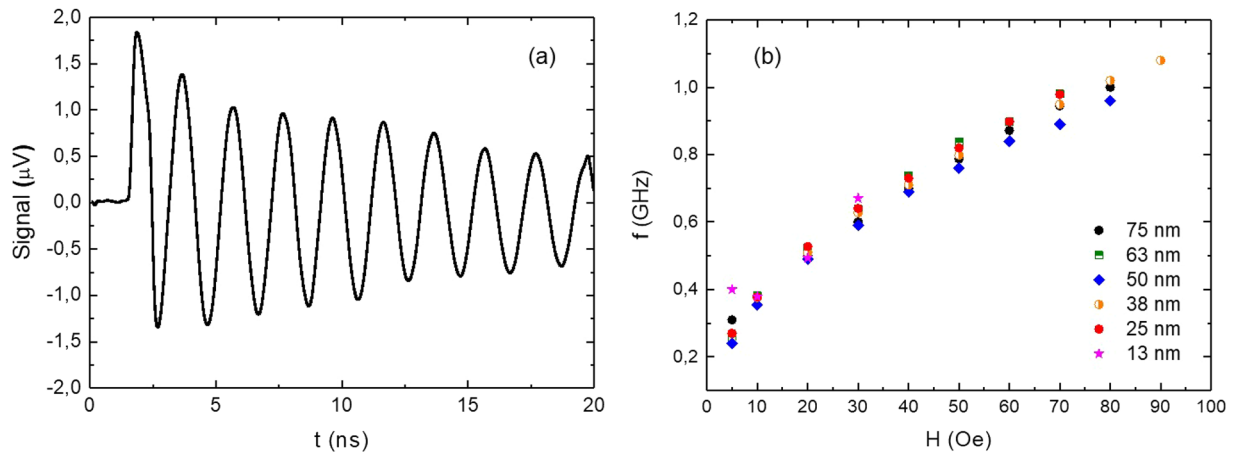 2,0
1,5
1,0
0,5
0,0
-0,5
-1,0
-1,5
-2,0
Signal (μV)
0
5
10
15
20
t (ns)
(a)
1,2
1,0
0,8
0,6
0,4
0,2
f (GHz)
0
10
20
30
40
50
60
70
80
90
100
H (Oe)
(b)
75 nm
63 nm
50 nm
38 nm
25 nm
13 nm